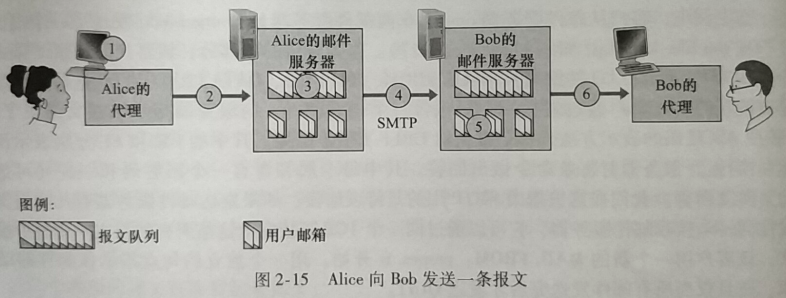 Alice的邮件
服务器
Bob的
邮件服务器
①
Alice的
代理
②
③
④
SMTP
⑤
⑥
Bob的
代理
图例：
报文队列
用户邮箱
图 2-15 Alice 向 Bob 发送一条报文